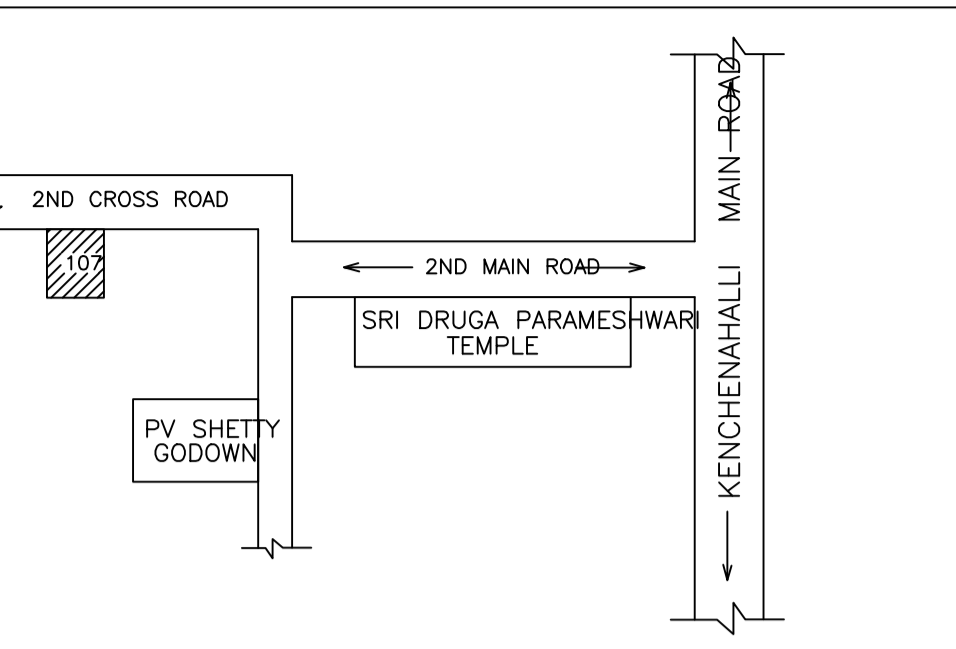 2ND CROSS ROAD
107
2ND MAIN ROAD
SRI DRUGA PARAMESHWARI
TEMPLE
PV SHETTY
GODOWN
KENCHENAHALLI MAIN ROAD